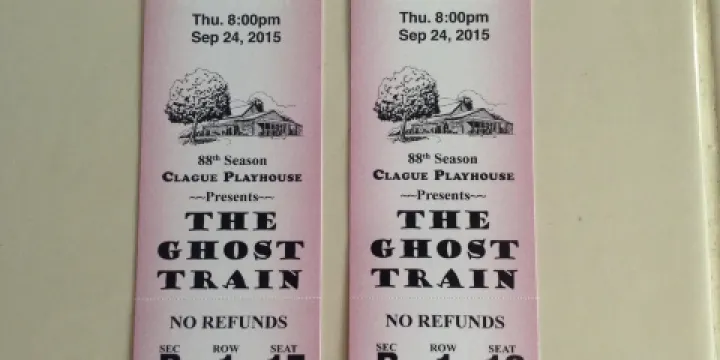 Thu. 8:00pm
Sep 24, 2015
88th Season
CLAGUE PLAYHOUSE
~~Presents~~
THE
GHOST
TRAIN
NO REFUNDS
SEC ROW SEAT
Thu. 8:00pm
Sep 24, 2015
88th Season
CLAGUE PLAYHOUSE
~~Presents~~
THE
GHOST
TRAIN
NO REFUNDS
SEC ROW SEAT